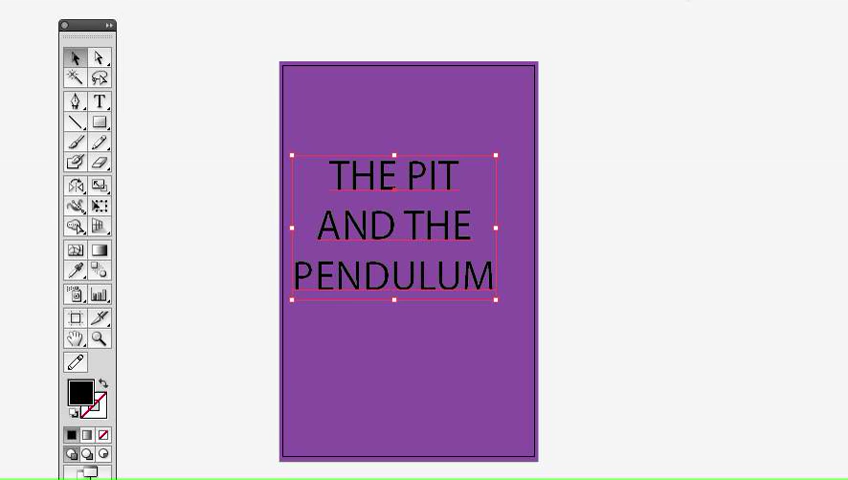 THE PIT
AND THE
PENDULUM